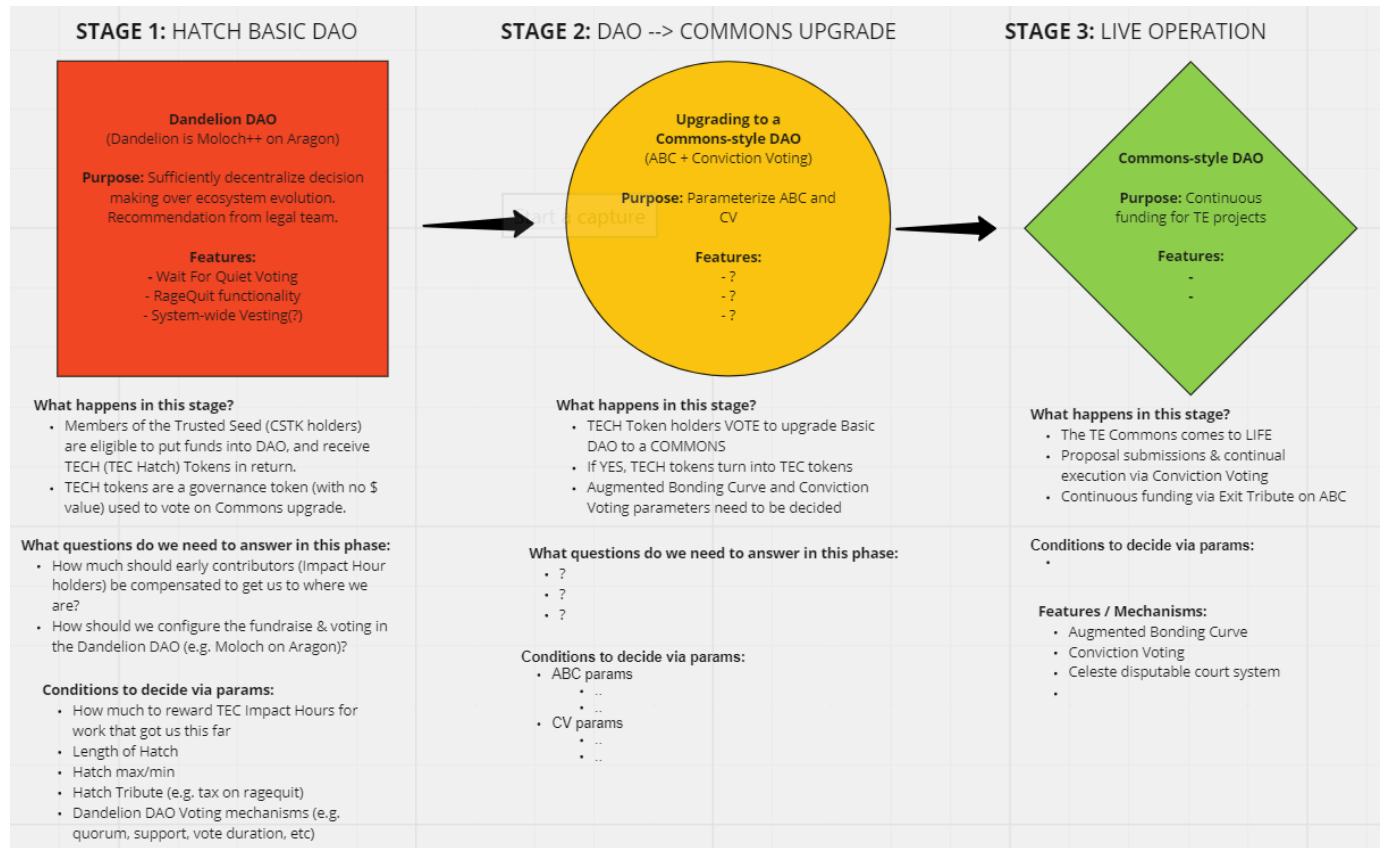 STAGE 1: HATCH BASIC DAO
Dandelion DAO
(Dandelion is Moloch++ on Aragon)
Purpose: Sufficiently decentralize decision
making over ecosystem evolution.
Recommendation from legal team.
Features:
- Wait For Quiet Voting
- RageQuit functionality
- System-wide Vesting(?)
What happens in this stage?
• Members of the Trusted Seed (CSTK holders)
are eligible to put funds into DAO, and receive
TECH (TEC Hatch) Tokens in return.
• TECH tokens are a governance token (with no $
value) used to vote on Commons upgrade.
What questions do we need to answer in this phase:
• How much should early contributors (Impact Hour
holders) be compensated to get us to where we
are?
• How should we configure the fundraise & voting in
the Dandelion DAO (e.g. Moloch on Aragon)?
Conditions to decide via params:
• How much to reward TEC Impact Hours for
work that got us this far
• Length of Hatch
• Hatch max/min
• Hatch Tribute (e.g. tax on ragequit)
• Dandelion DAO Voting mechanisms (e.g.
quorum, support, vote duration, etc)
STAGE 2: DAO --> COMMONS UPGRADE
Upgrading to a
Commons-style DAO
(ABC + Conviction Voting)
Start a capture
Purpose: Parameterize ABC and
CV
Features:
- ?
- ?
- ?
What happens in this stage?
• TECH Token holders VOTE to upgrade Basic
DAO to a COMMONS
• If YES, TECH tokens turn into TEC tokens
• Augmented Bonding Curve and Conviction
Voting parameters need to be decided
What questions do we need to answer in this phase:
• ?
• ?
• ?
Conditions to decide via params:
• ABC params
• ..
• ..
• CV params
• ..
• ..
STAGE 3: LIVE OPERATION
Commons-style DAO
Purpose: Continuous
funding for TE projects
Features:
-
-
What happens in this stage?
• The TE Commons comes to LIFE
• Proposal submissions & continual
execution via Conviction Voting
• Continuous funding via Exit Tribute on ABC
Conditions to decide via params:
•
Features / Mechanisms:
• Augmented Bonding Curve
• Conviction Voting
• Celeste disputable court system
•